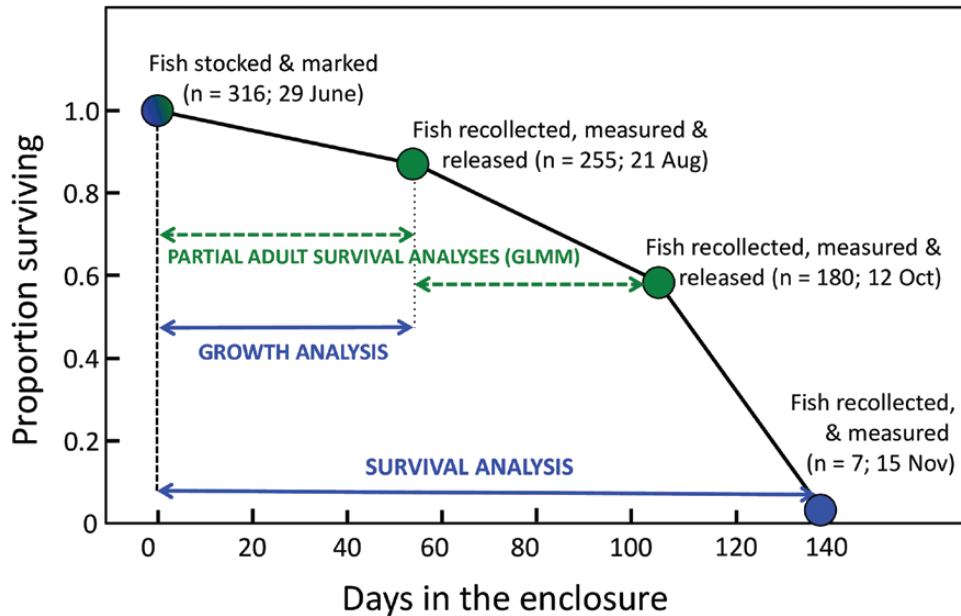 Fish stocked & marked
(n = 316; 29 June)
Fish recollected, measured &
released (n = 255; 21 Aug)
Fish recollected, measured &
released (n = 180; 12 Oct)
Fish recollected,
& measured
(n = 7; 15 Nov)
PARTIAL ADULT SURVIVAL ANALYSES (GLMM)
GROWTH ANALYSIS
SURVIVAL ANALYSIS
Proportion surviving
1.0
0.8
0.6
0.4
0.2
0
0 20 40 60 80 100 120 140
Days in the enclosure